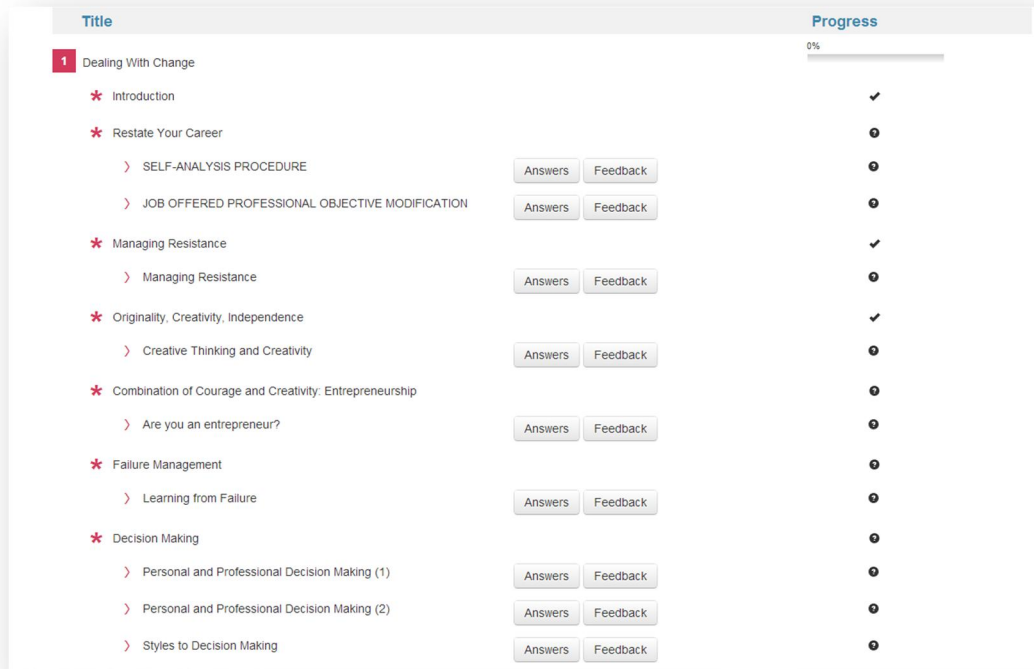 Title Progress
0%
1 Dealing With Change
* Introduction
* Restate Your Career
SELF-ANALYSIS PROCEDURE Answers Feedback
JOB OFFERED PROFESSIONAL OBJECTIVE MODIFICATION Answers Feedback
* Managing Resistance
Managing Resistance Answers Feedback
* Originality, Creativity, Independence
Creative Thinking and Creativity Answers Feedback
* Combination of Courage and Creativity: Entrepreneurship
Are you an entrepreneur? Answers Feedback
* Failure Management
Learning from Failure Answers Feedback
* Decision Making
Personal and Professional Decision Making (1) Answers Feedback
Personal and Professional Decision Making (2) Answers Feedback
Styles to Decision Making Answers Feedback